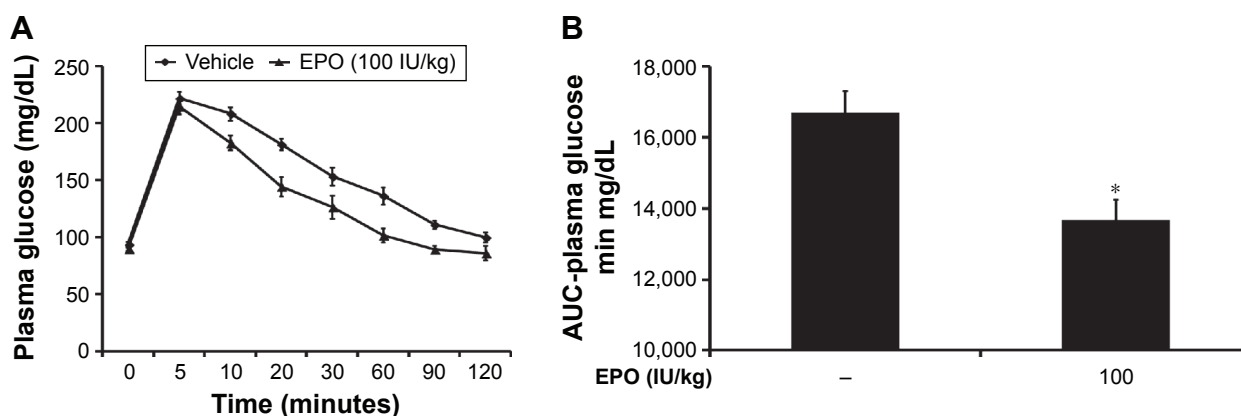 A
Vehicle EPO (100 IU/kg)
Plasma glucose (mg/dL)
250
200
150
100
50
0
0 5 10 20 30 60 90 120
Time (minutes)
B
AUC-plasma glucose
min mg/dL
18,000
16,000
14,000
12,000
10,000
*
EPO (IU/kg) – 100